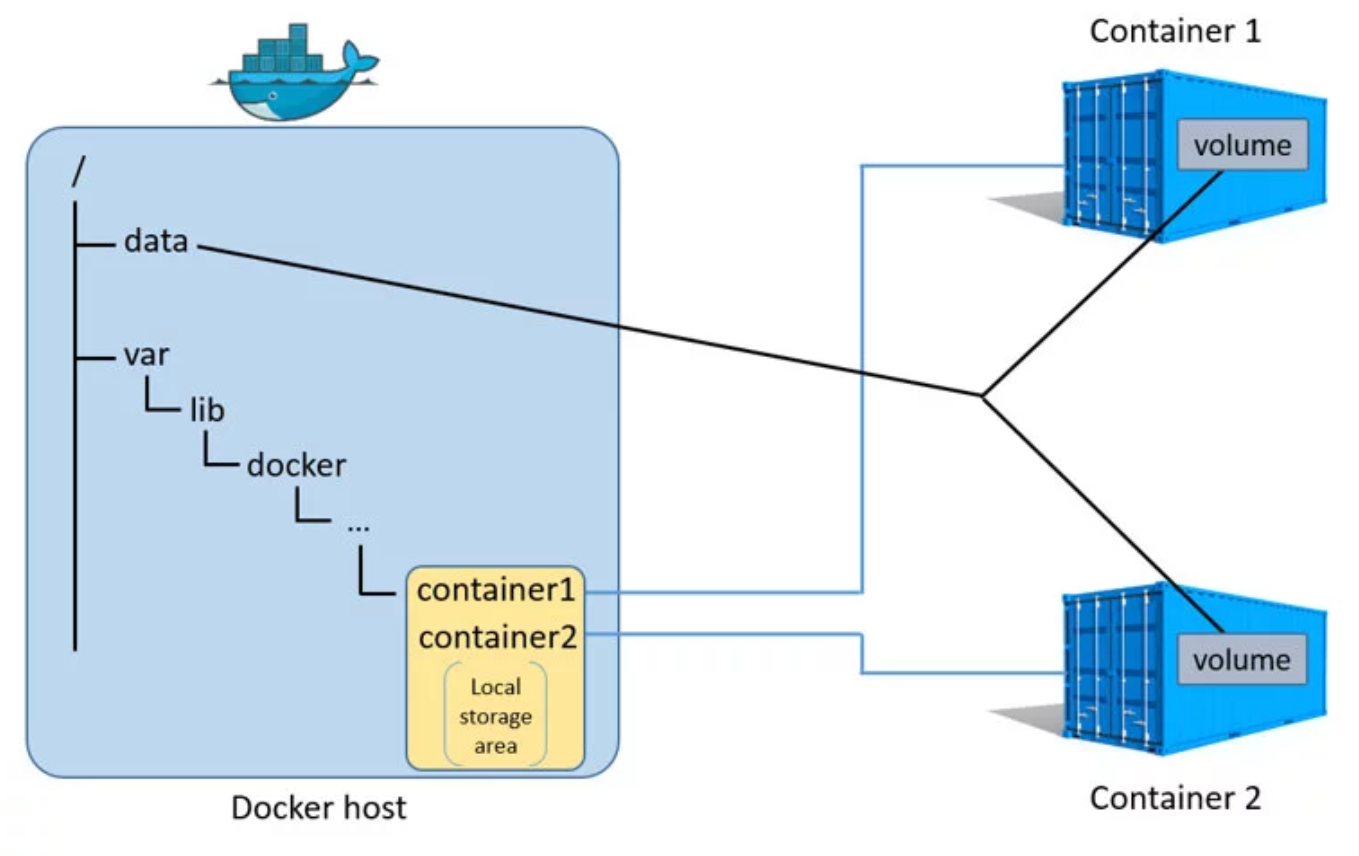 Container 1
volume
/
data
var
lib
docker
...
container1
container2
Local
storage
area
volume
Docker host
Container 2